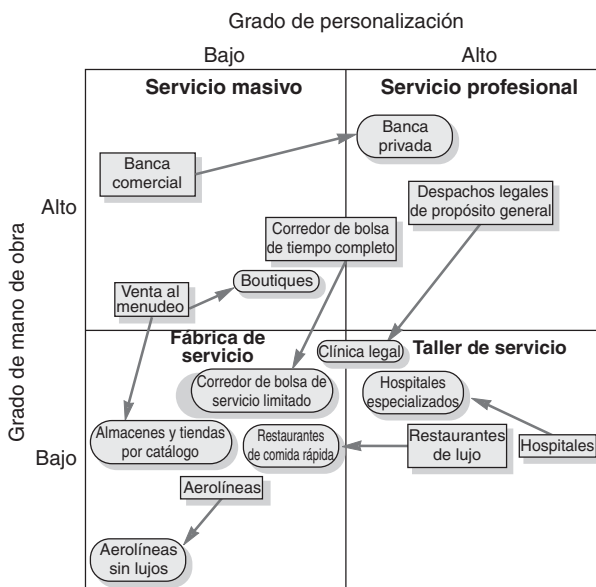 Grado de personalización
Bajo
Alto
Servicio masivo
Servicio profesional
Banca
privada
Banca
comercial
Despachos legales
de propósito general
Alto
Corredor de bolsa
de tiempo completo
Boutiques
Venta al
menudeo
Grado de mano de obra
Fábrica de
servicio
Clínica legal
Taller de servicio
Corredor de bolsa de
servicio limitado
Hospitales
especializados
Almacenes y tiendas
por catálogo
Restaurantes
de comida rápida
Restaurantes
de lujo
Hospitales
Bajo
Aerolíneas
Aerolíneas
sin lujos